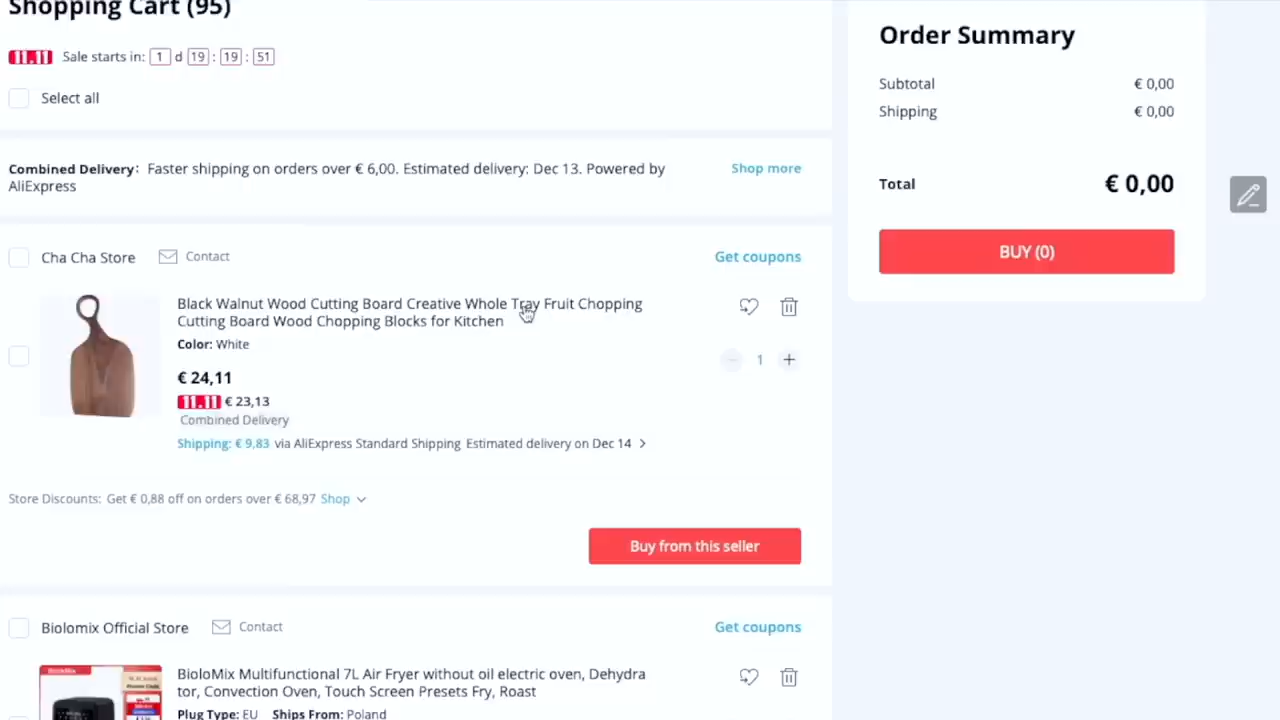 Shopping Cart (95)
11.11 Sale starts in: 1 d 19 : 19 : 51
Select all
Combined Delivery: Faster shipping on orders over € 6,00. Estimated delivery: Dec 13. Powered by
AliExpress
Shop more
Cha Cha Store Contact Get coupons
Black Walnut Wood Cutting Board Creative Whole Tray Fruit Chopping
Cutting Board Wood Chopping Blocks for Kitchen
Color: White
1
€ 24,11
11.11 € 23,13
Combined Delivery
Shipping: € 9,83 via AliExpress Standard Shipping Estimated delivery on Dec 14
Store Discounts: Get € 0,88 off on orders over € 68,97 Shop
Buy from this seller
Biolomix Official Store Contact Get coupons
BioloMix Multifunctional 7L Air Fryer without oil electric oven, Dehydra
tor, Convection Oven, Touch Screen Presets Fry, Roast
Plug Type: EU Ships From: Poland
Order Summary
Subtotal € 0,00
Shipping € 0,00
Total € 0,00
BUY (0)